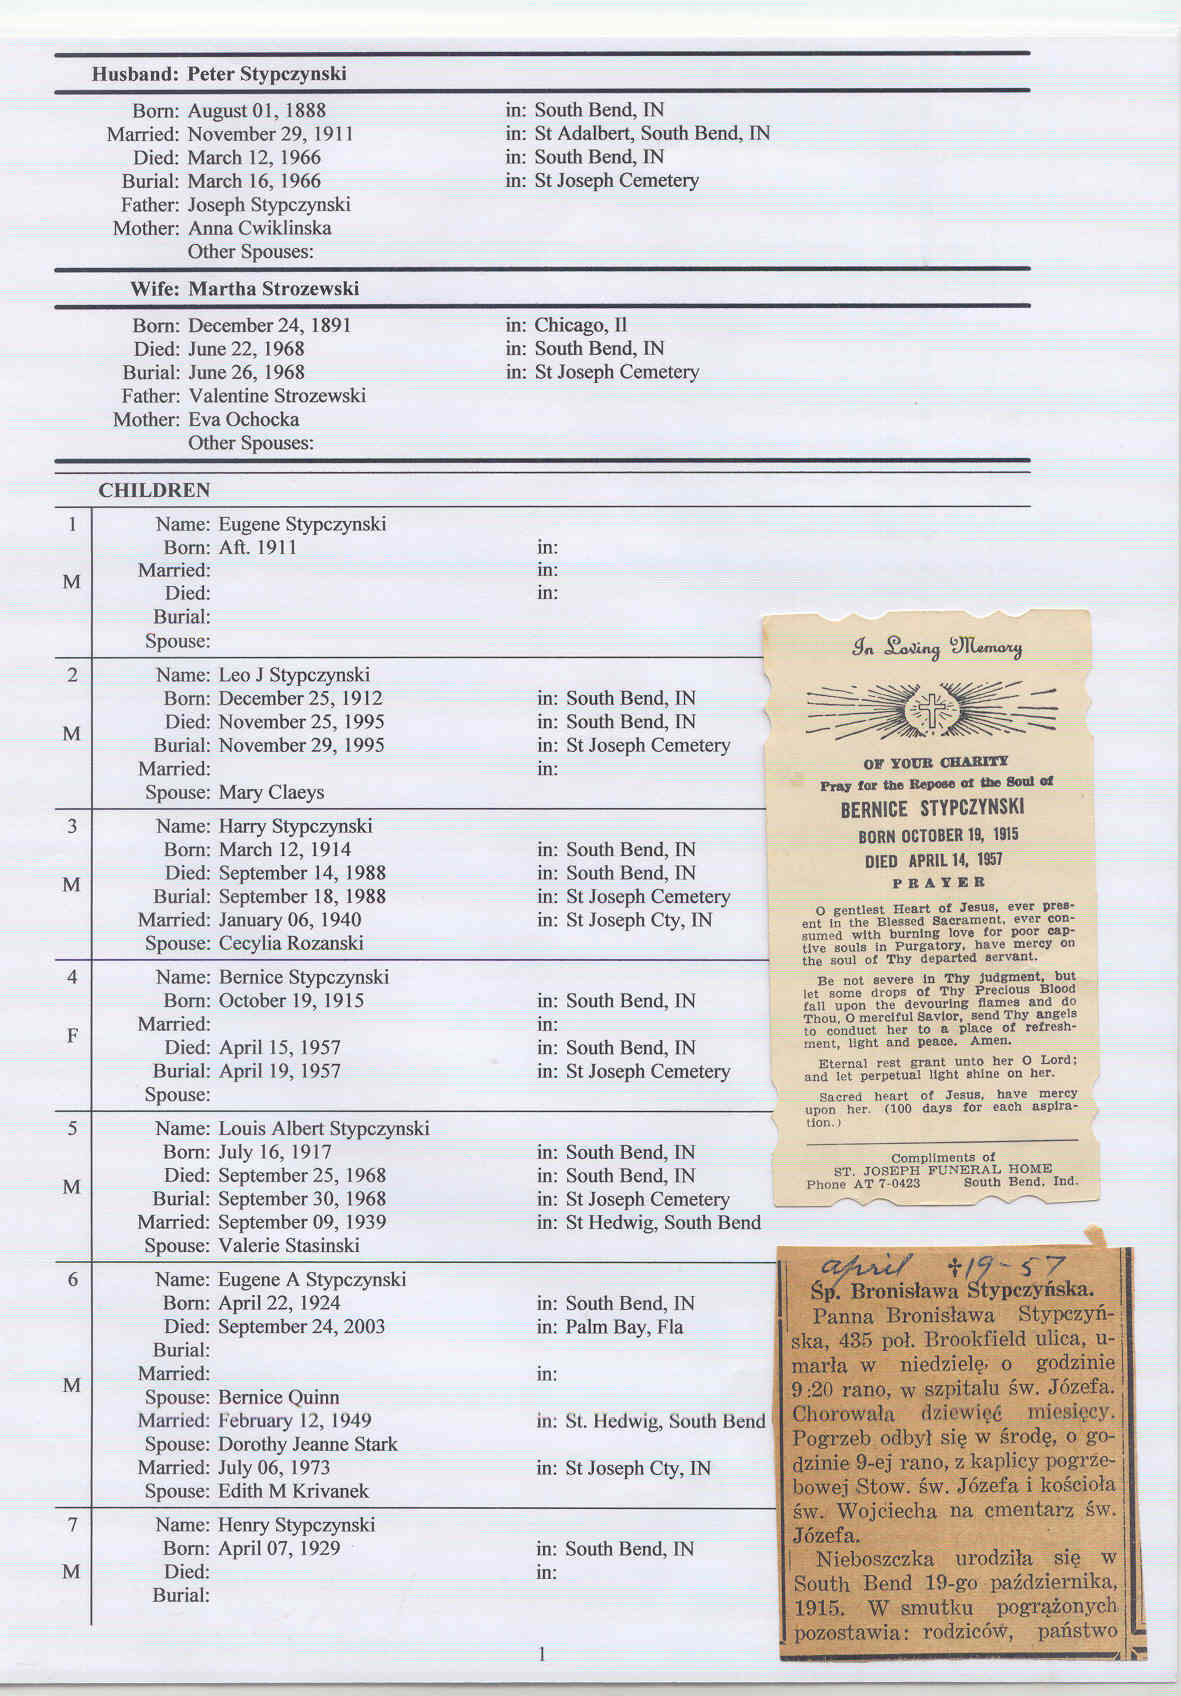 Husband: Peter Stypczynski
Born: August 01, 1888 in: South Bend, IN
Married: November 29, 1911 in: St Adalbert, South Bend, IN
Died: March 12, 1966 in: South Bend, IN
Burial: March 16, 1966 in: St Joseph Cemetery
Father: Joseph Stypczynski
Mother: Anna Cwiklinska
Other Spouses:
Wife: Martha Strozewski
Born: December 24, 1891 in: Chicago, Il
Died: June 22, 1968 in: South Bend, IN
Burial: June 26, 1968 in: St Joseph Cemetery
Father: Valentine Strozewski
Mother: Eva Ochocka
Other Spouses:
CHILDREN
1 Name: Eugene Stypczynski
Born: Aft. 1911 in:
Married: in:
M Died: in:
Burial:
Spouse:
2 Name: Leo J Stypczynski
Born: December 25, 1912 in: South Bend, IN
Died: November 25, 1995 in: South Bend, IN
M Burial: November 29, 1995 in: St Joseph Cemetery
Married: in:
Spouse: Mary Claeys
3 Name: Harry Stypczynski
Born: March 12, 1914 in: South Bend, IN
Died: September 14, 1988 in: South Bend, IN
M Burial: September 18, 1988 in: St Joseph Cemetery
Married: January 06, 1940 in: St Joseph Cty, IN
Spouse: Cecylia Rozanski
4 Name: Bernice Stypczynski
Born: October 19, 1915 in: South Bend, IN
Married: in:
F Died: April 15, 1957 in: South Bend, IN
Burial: April 19, 1957 in: St Joseph Cemetery
Spouse:
5 Name: Louis Albert Stypczynski
Born: July 16, 1917 in: South Bend, IN
Died: September 25, 1968 in: South Bend, IN
M Burial: September 30, 1968 in: St Joseph Cemetery
Married: September 09, 1939 in: St Hedwig, South Bend
Spouse: Valerie Stasinski
6 Name: Eugene A Stypczynski
Born: April 22, 1924 in: South Bend, IN
Died: September 24, 2003 in: Palm Bay, Fla
Burial:
Married: in:
M Spouse: Bernice Quinn
Married: February 12, 1949 in: St. Hedwig, South Bend
Spouse: Dorothy Jeanne Stark
Married: July 06, 1973 in: St Joseph Cty, IN
Spouse: Edith M Krivanek
7 Name: Henry Stypczynski
Born: April 07, 1929 in: South Bend, IN
M Died: in:
Burial:
1
In Loving Memory
OF YOUR CHARITY
Pray for the Repose of the Soul of
BERNICE STYPCZYNSKI
BORN OCTOBER 19, 1915
DIED APRIL 14, 1957
PRAYER
O gentlest Heart of Jesus, ever pres-
ent in the Blessed Sacrament, ever con-
sumed with burning love for poor cap-
tive souls in Purgatory, have mercy on
the soul of Thy departed servant.
Be not severe in Thy judgment, but
let some drops of Thy Precious Blood
fall upon the devouring flames and do
Thou, O merciful Savior, send Thy angels
to conduct her to a place of refresh-
ment, light and peace. Amen.
Eternal rest grant unto her O Lord;
and let perpetual light shine on her.
Sacred heart of Jesus, have mercy
upon her. (100 days for each aspira-
tion.)
Compliments of
ST. JOSEPH FUNERAL HOME
Phone AT 7-0423 South Bend, Ind.
april ✝19-57
Śp. Bronisława Stypczyńska.
Panna Bronisława Stypczyń-
ska, 435 poł. Brookfield ulica, u-
marła w niedzielę, o godzinie
9:20 rano, w szpitalu św. Józefa.
Chorowała dziewięć miesięcy.
Pogrzeb odbył się w środę, o go-
dzinie 9-ej rano, z kaplicy pogrze-
bowej Stow. św. Józefa i kościoła
św. Wojciecha na cmentarz św.
Józefa.
Nieboszczka urodziła się w
South Bend 19-go października,
1915. W smutku pogrążonych
pozostawia: rodziców, państwo